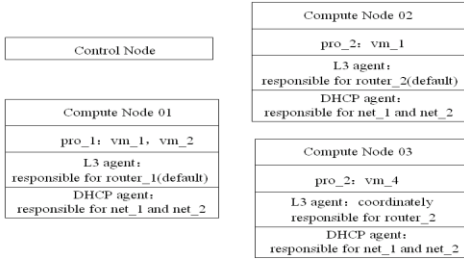 Control Node
Compute Node 01
pro_1: vm_1, vm_2
L3 agent:
responsible for router_1(default)
DHCP agent:
responsible for net_1 and net_2
Compute Node 02
pro_2: vm_1
L3 agent:
responsible for router_2(default)
DHCP agent:
responsible for net_1 and net_2
Compute Node 03
pro_2: vm_4
L3 agent: coordinately
responsible for router_2
DHCP agent:
responsible for net_1 and net_2